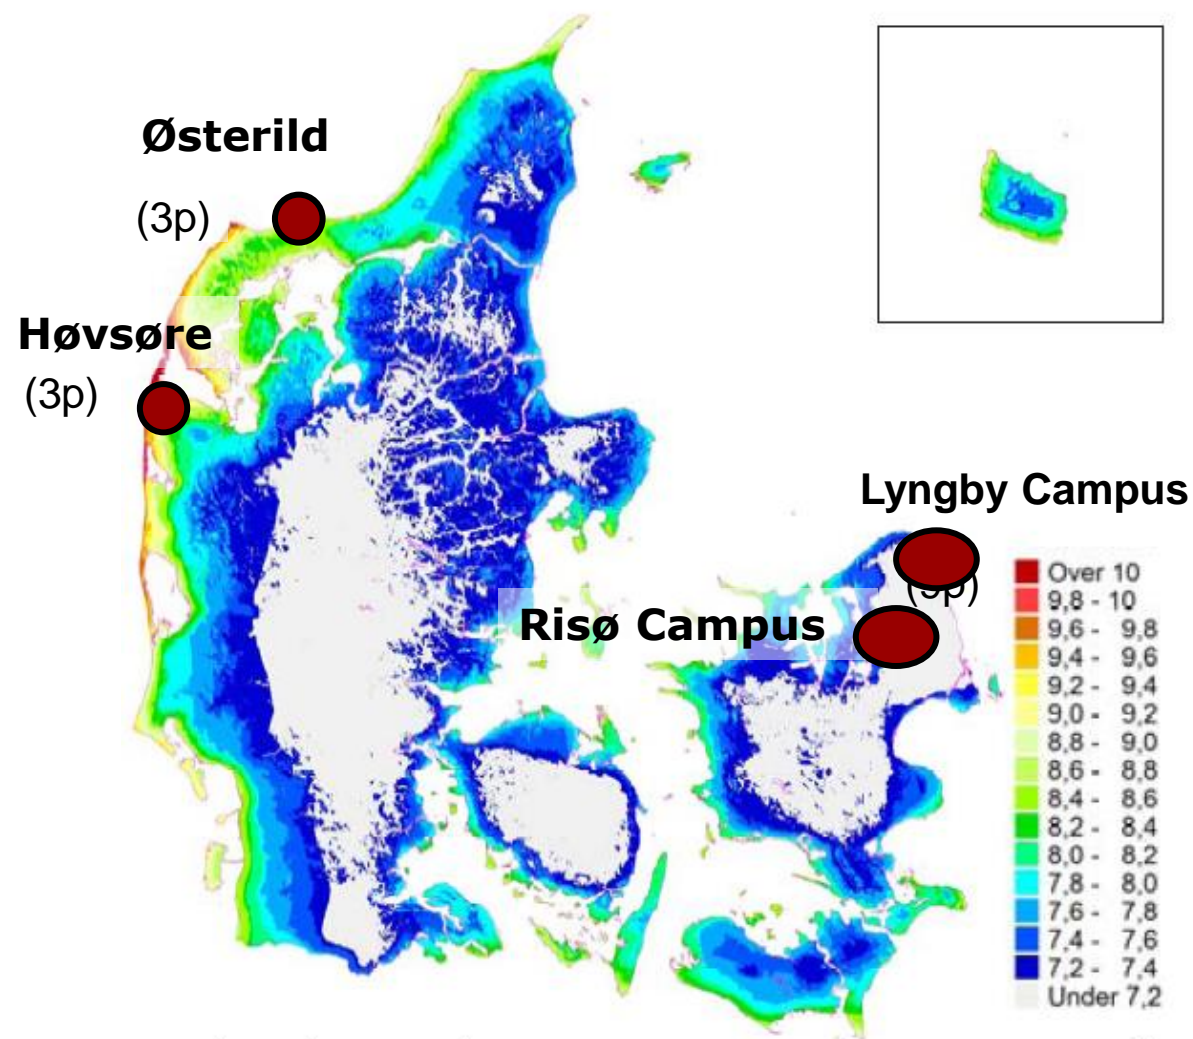 Østerild
(3p)
Høvsøre
(3p)
Lyngby Campus
(3p)
Risø Campus
Over 10
9,8 - 10
9,6 - 9,8
9,4 - 9,6
9,2 - 9,4
9,0 - 9,2
8,8 - 9,0
8,6 - 8,8
8,4 - 8,6
8,2 - 8,4
8,0 - 8,2
7,8 - 8,0
7,6 - 7,8
7,4 - 7,6
7,2 - 7,4
Under 7,2